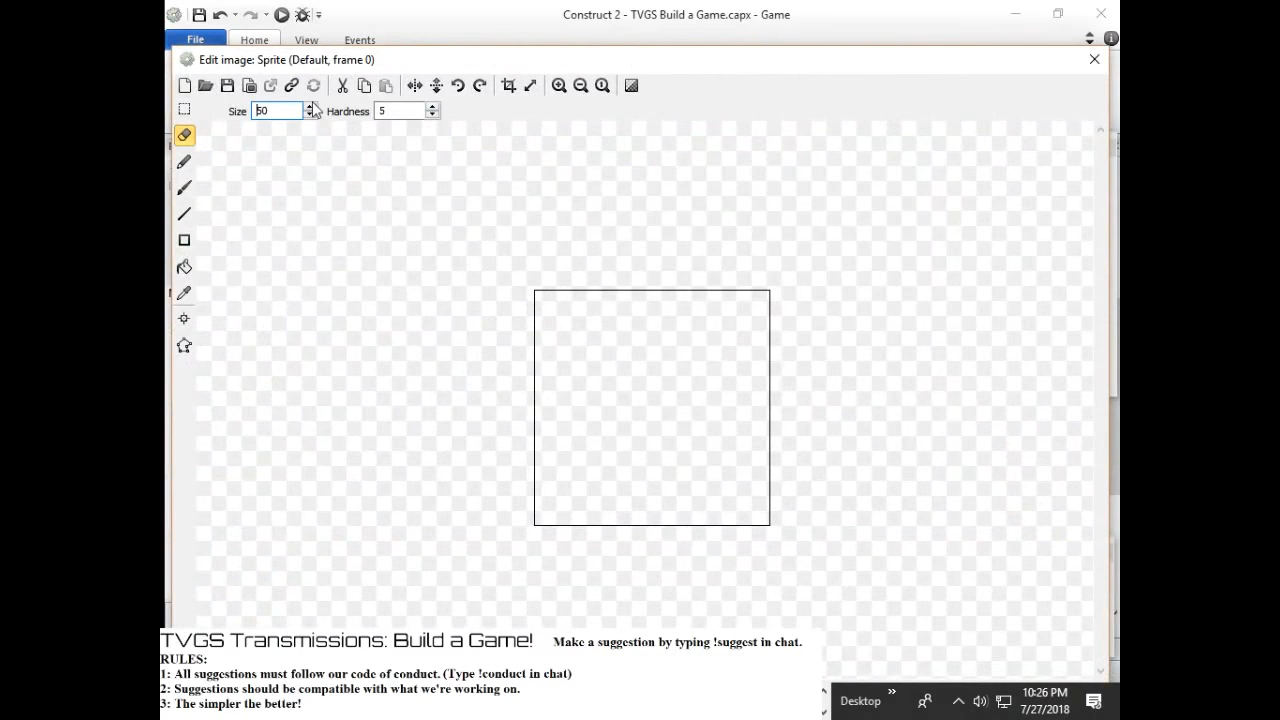 Construct 2 - TVGS Build a Game.capx - Game
File Home View Events
Edit image: Sprite (Default, frame 0)
Size 50 Hardness 5
TVGS Transmissions: Build a Game! Make a suggestion by typing !suggest in chat.
RULES:
1: All suggestions must follow our code of conduct. (Type !conduct in chat)
2: Suggestions should be compatible with what we're working on.
3: The simpler the better!
Desktop
10:26 PM
7/27/2018